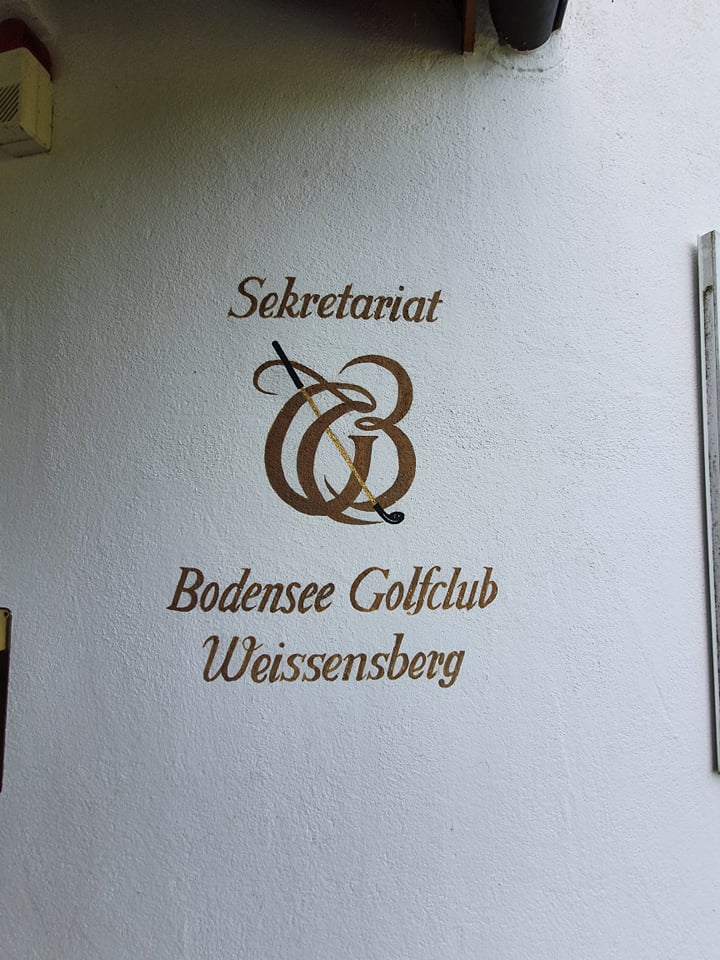 Sekretariat
Bodensee Golfclub
Weissensberg